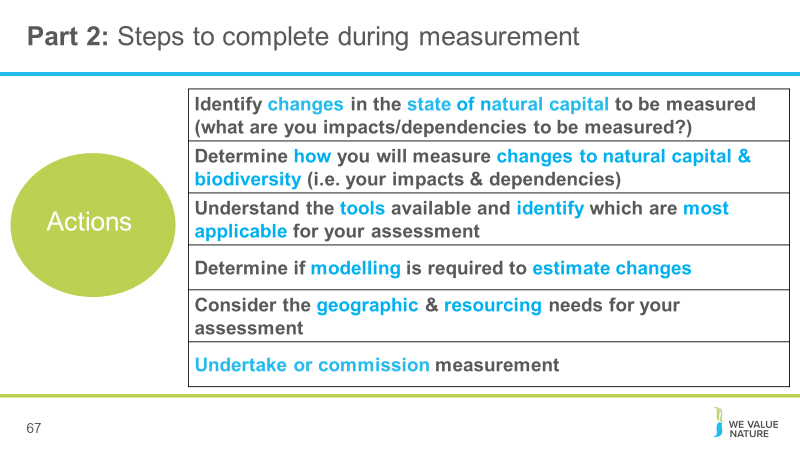 Part 2: Steps to complete during measurement
Actions
Identify changes in the state of natural capital to be measured
(what are you impacts/dependencies to be measured?)
Determine how you will measure changes to natural capital &
biodiversity (i.e. your impacts & dependencies)
Understand the tools available and identify which are most
applicable for your assessment
Determine if modelling is required to estimate changes
Consider the geographic & resourcing needs for your
assessment
Undertake or commission measurement
67
WE VALUE
NATURE